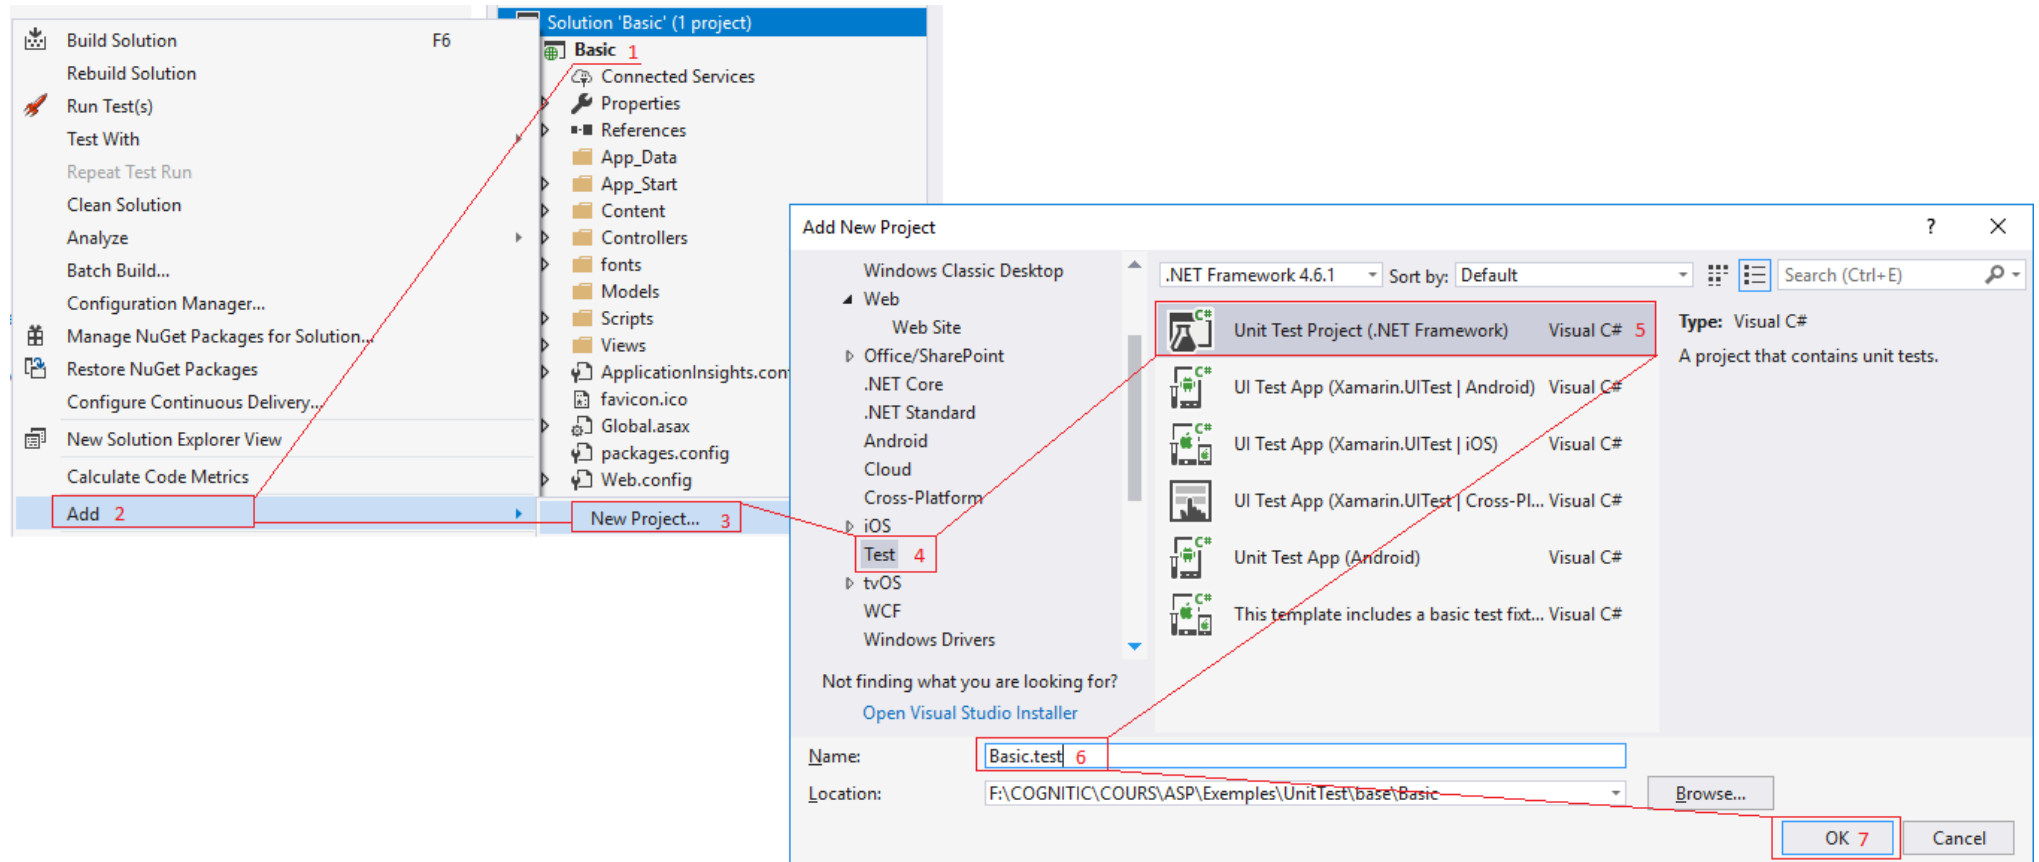 Build Solution F6
Rebuild Solution
Run Test(s)
Test With
Repeat Test Run
Clean Solution
Analyze
Batch Build...
Configuration Manager...
Manage NuGet Packages for Solution...
Restore NuGet Packages
Configure Continuous Delivery...
New Solution Explorer View
Calculate Code Metrics
Add 2
Solution 'Basic' (1 project)
Basic 1
Connected Services
Properties
References
App_Data
App_Start
Content
Controllers
fonts
Models
Scripts
Views
ApplicationInsights.con
favicon.ico
Global.asax
packages.config
Web.config
New Project... 3
Add New Project
?
Windows Classic Desktop
Web
Web Site
Office/SharePoint
.NET Core
.NET Standard
Android
Cloud
Cross-Platform
iOS
Test 4
tvOS
WCF
Windows Drivers
Not finding what you are looking for?
Open Visual Studio Installer
.NET Framework 4.6.1 Sort by: Default Search (Ctrl+E)
C# Unit Test Project (.NET Framework) Visual C# 5
C# UI Test App (Xamarin.UITest | Android) Visual C#
C# UI Test App (Xamarin.UITest | iOS) Visual C#
UI Test App (Xamarin.UITest | Cross-Pl... Visual C#
C# Unit Test App (Android) Visual C#
C# This template includes a basic test fixt... Visual C#
Type: Visual C#
A project that contains unit tests.
Name: Basic.test 6
Location: F:\COGNITIC\COURS\ASP\Exemples\UnitTest\base\Basic Browse...
OK 7 Cancel